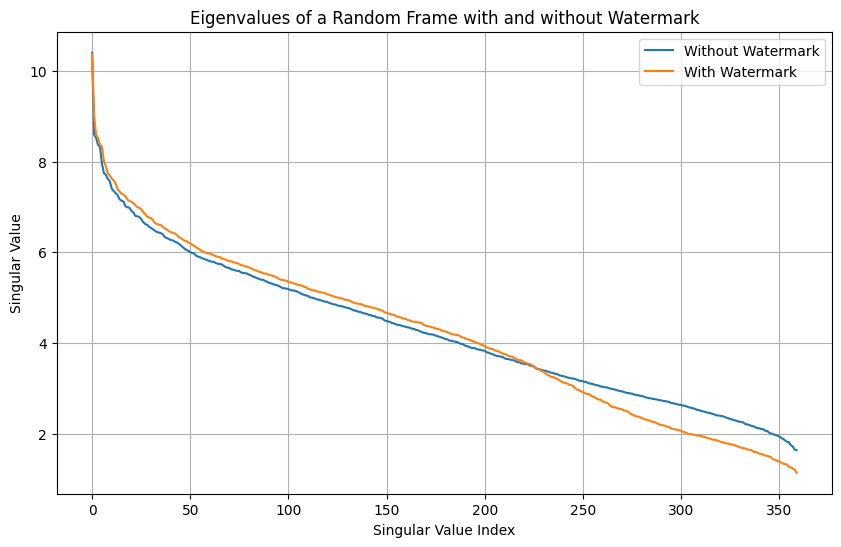 Eigenvalues of a Random Frame with and without Watermark
Without Watermark
With Watermark
Singular Value
10
8
6
4
2
0 50 100 150 200 250 300 350
Singular Value Index